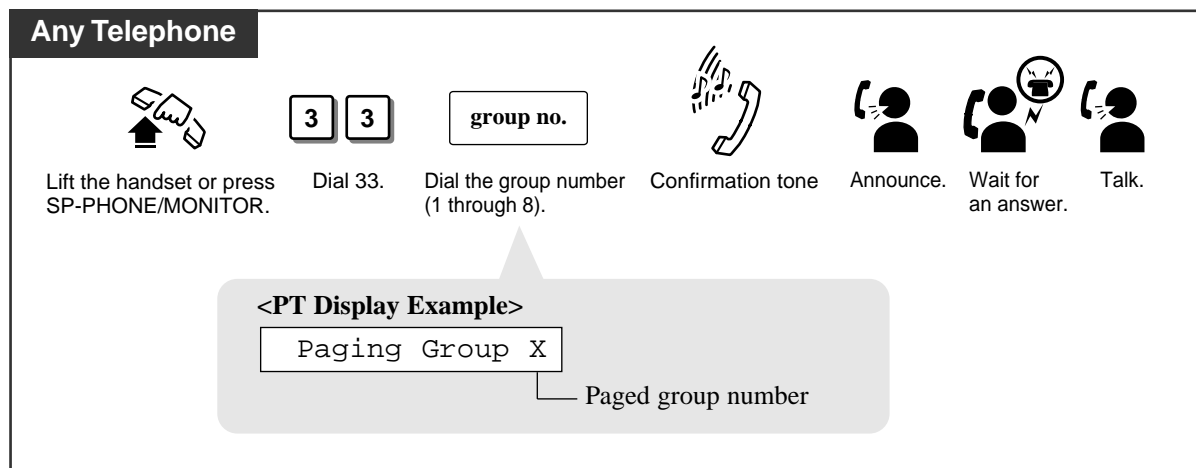 Any Telephone
3 3
group no.
Lift the handset or press
SP-PHONE/MONITOR.
Dial 33.
Dial the group number
(1 through 8).
Confirmation tone
Announce.
Wait for
an answer.
Talk.
<PT Display Example>
Paging Group X
Paged group number